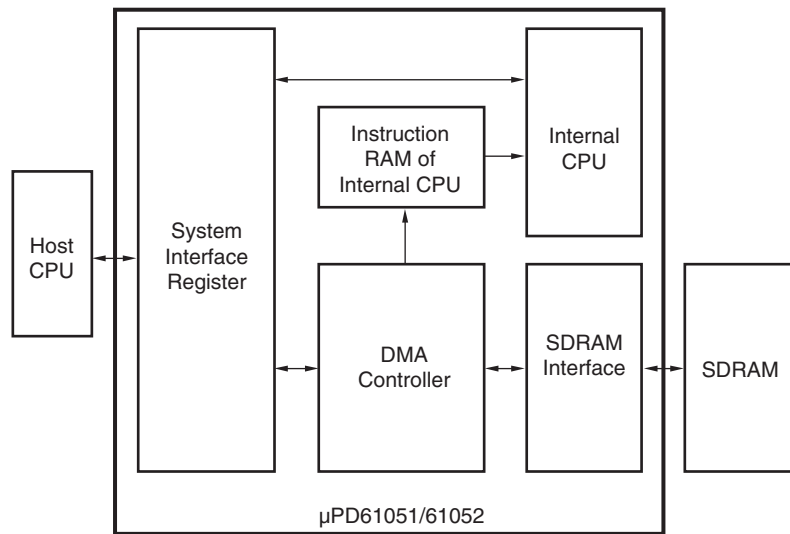 Host
CPU
System
Interface
Register
Instruction
RAM of
Internal CPU
Internal
CPU
DMA
Controller
SDRAM
Interface
SDRAM
µPD61051/61052